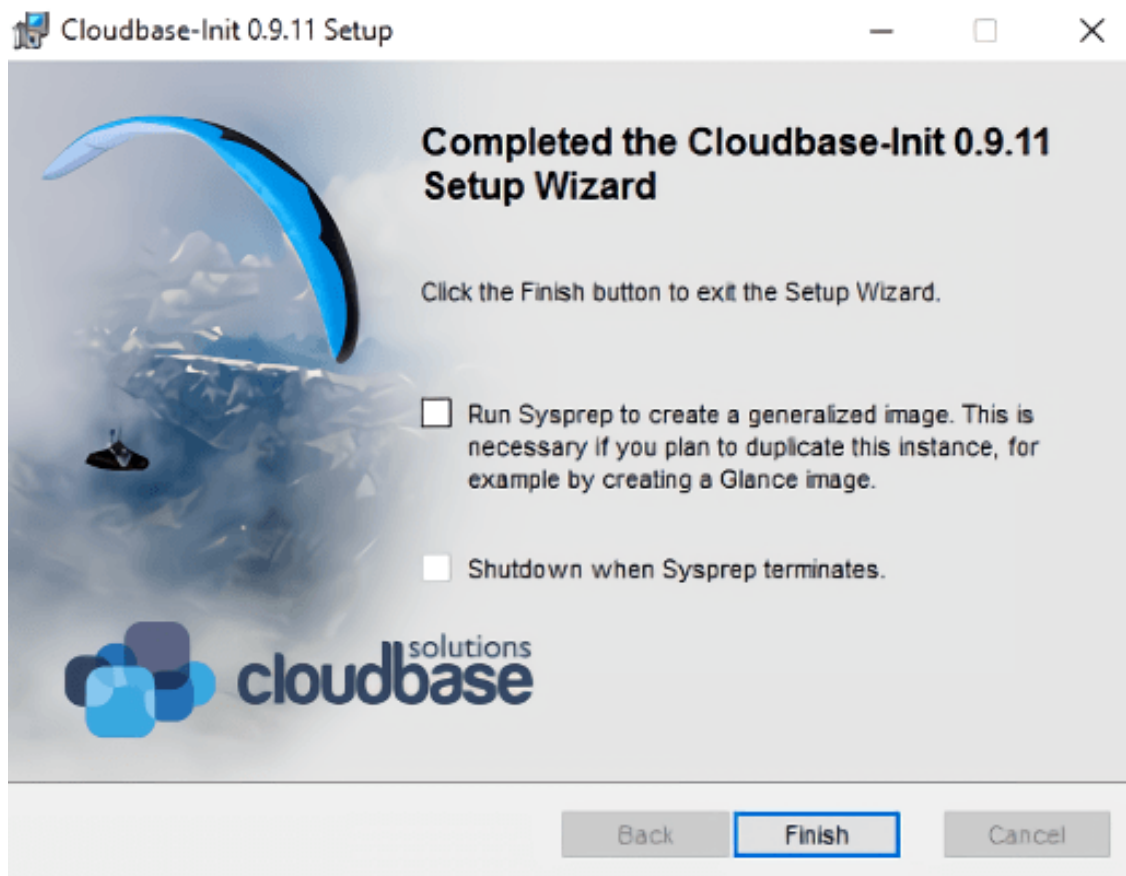 Cloudbase-Init 0.9.11 Setup
Completed the Cloudbase-Init 0.9.11
Setup Wizard
Click the Finish button to exit the Setup Wizard.
Run Sysprep to create a generalized image. This is
necessary if you plan to duplicate this instance, for
example by creating a Glance image.
Shutdown when Sysprep terminates.
solutions
cloudbase
Back
Finish
Cancel